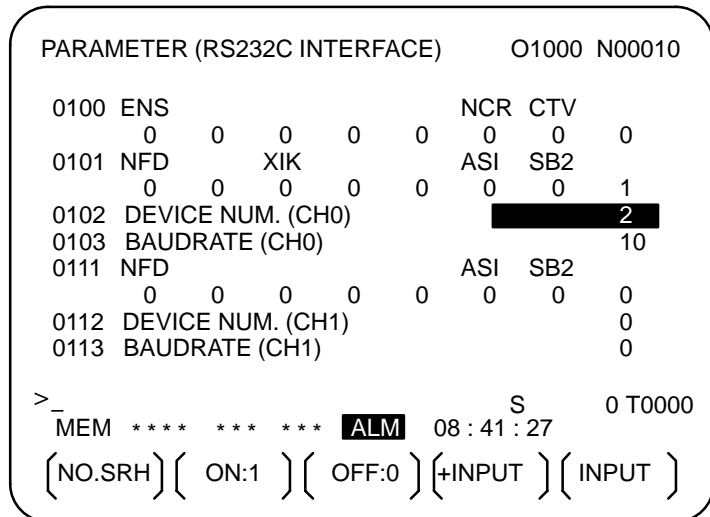 PARAMETER (RS232C INTERFACE) O1000 N00010
0100 ENS NCR CTV
0 0 0 0 0 0 0 0
0101 NFD XIK ASI SB2
0 0 0 0 0 0 0 1
0102 DEVICE NUM. (CH0) 2
0103 BAUDRATE (CH0) 10
0111 NFD ASI SB2
0 0 0 0 0 0 0 0
0112 DEVICE NUM. (CH1) 0
0113 BAUDRATE (CH1) 0
>_ S 0 T0000
MEM **** *** *** ALM 08 : 41 : 27
[NO.SRH] [ ON:1 ] [ OFF:0 ] [+INPUT ] [ INPUT ]